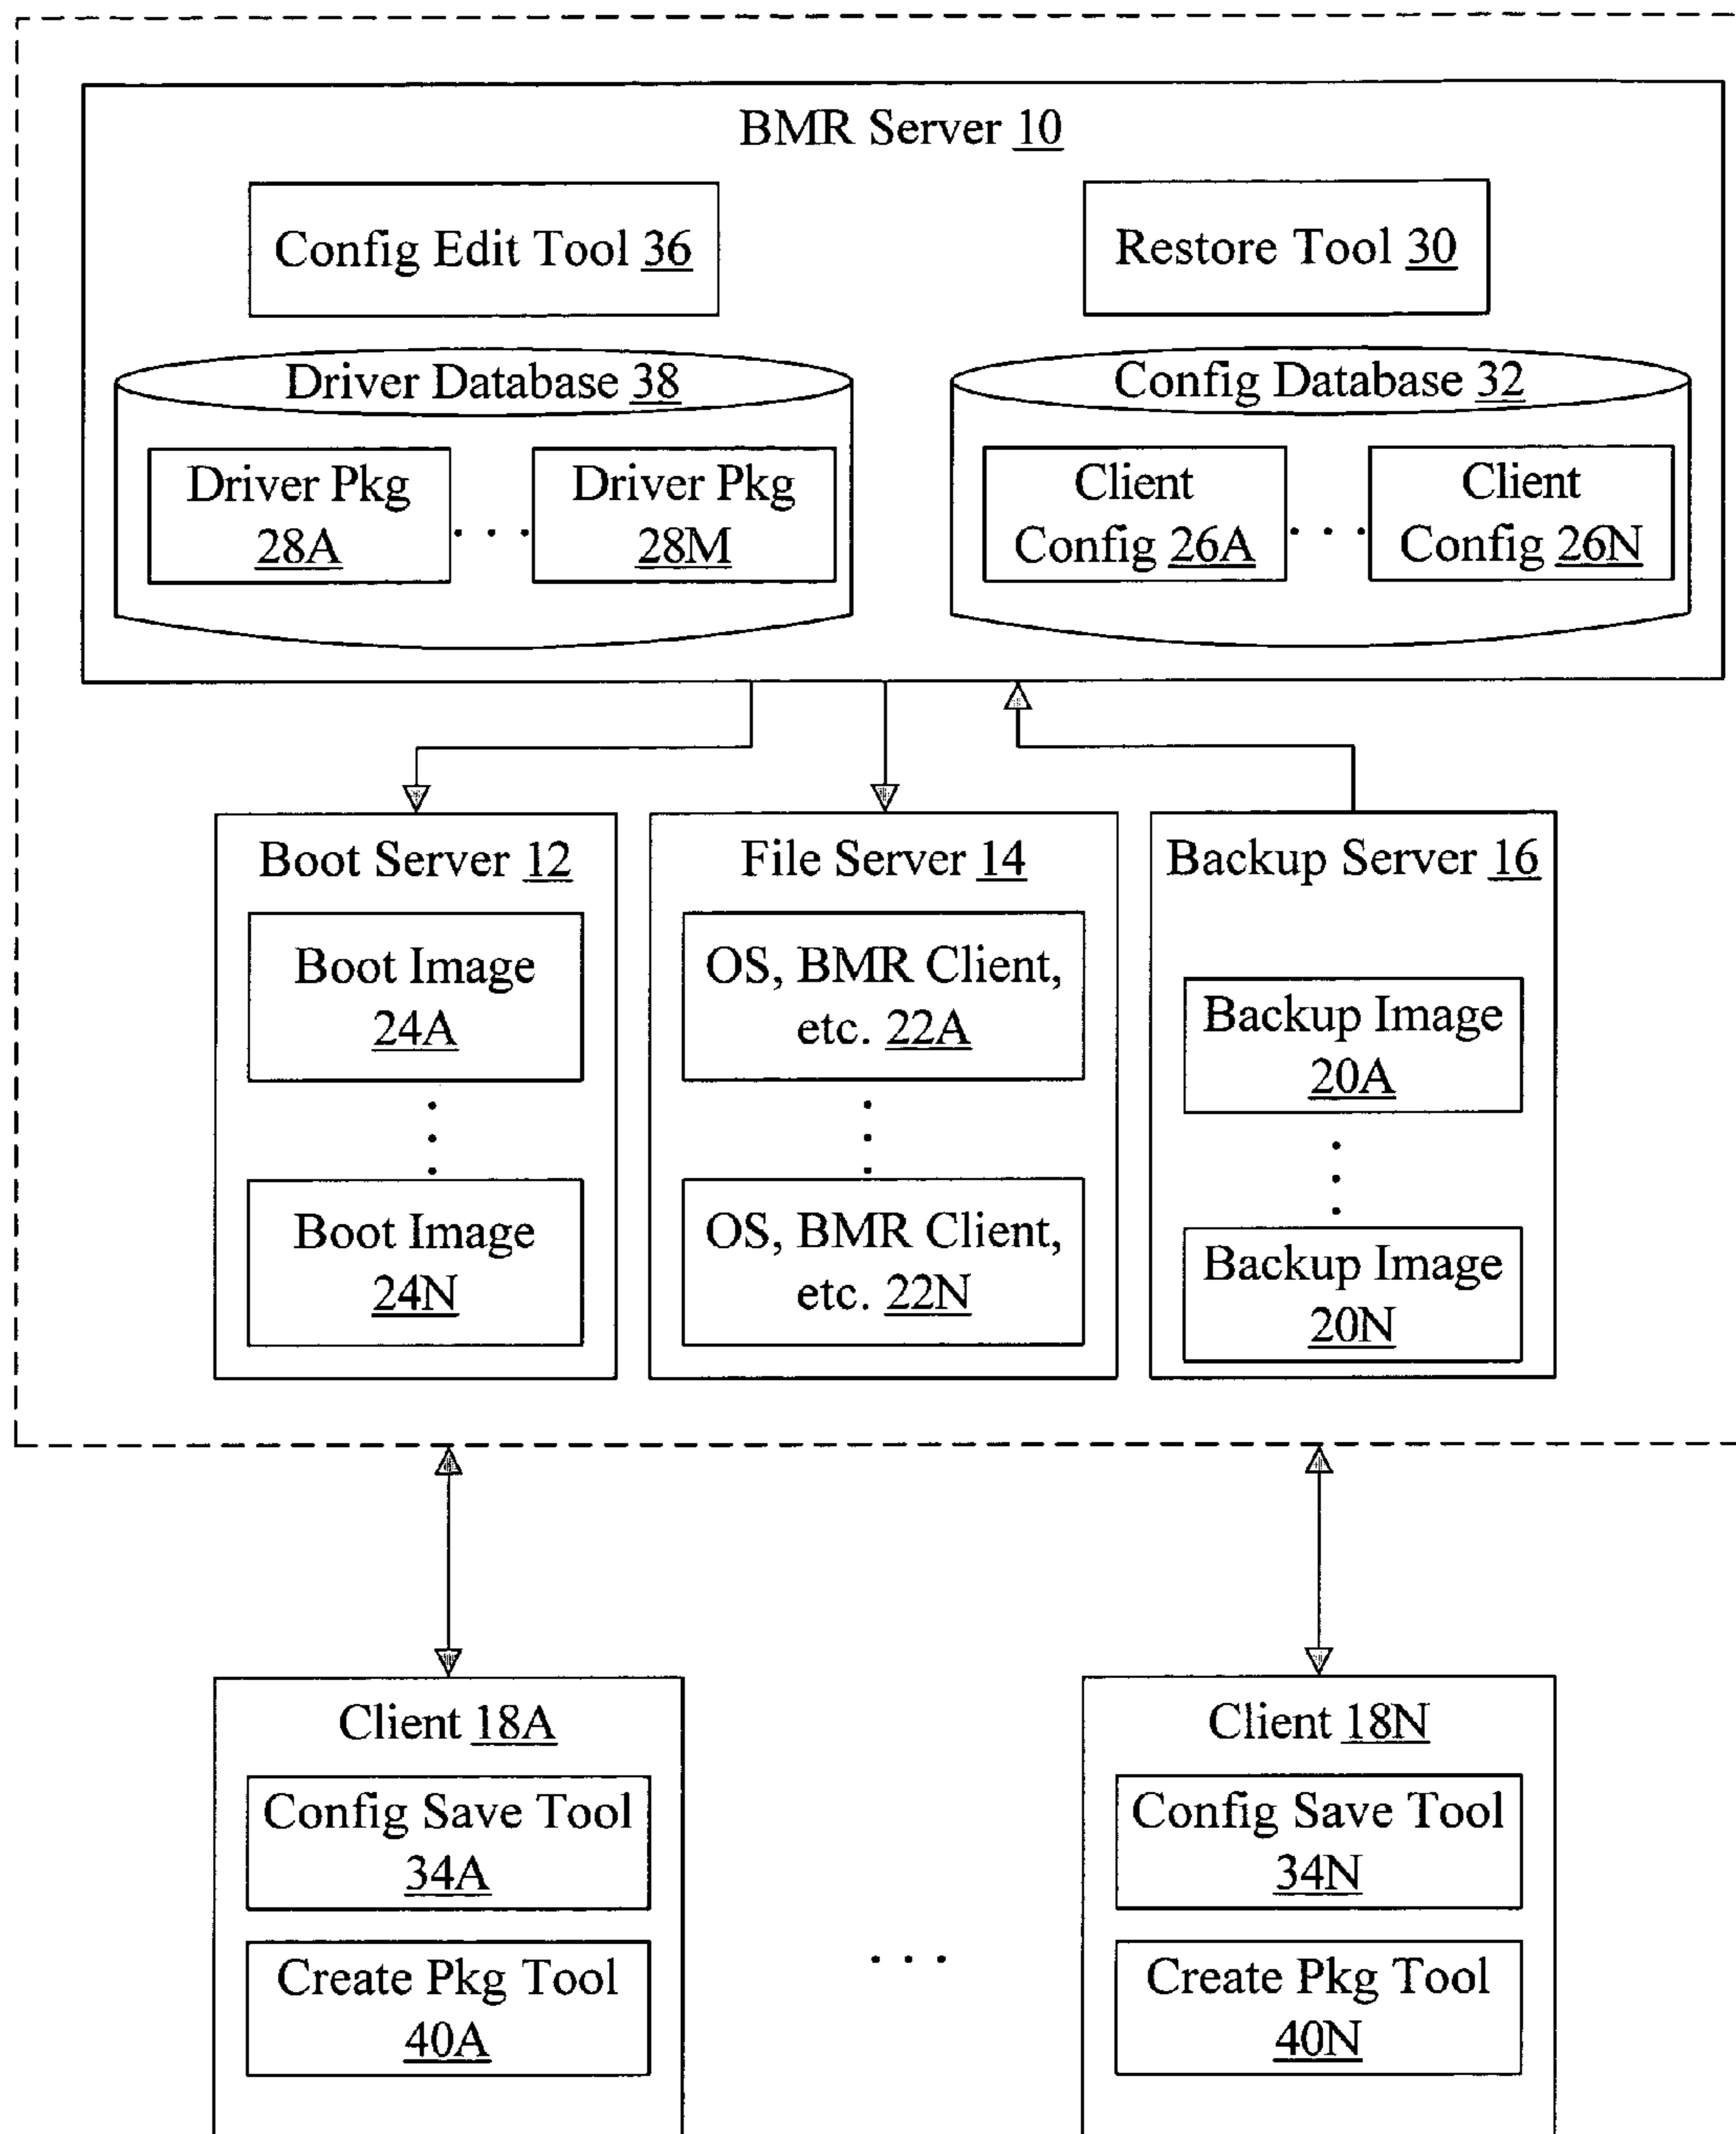 BMR Server 10
Config Edit Tool 36
Restore Tool 30
Driver Database 38
Config Database 32
Driver Pkg
28A
. . .
Driver Pkg
28M
Client
Config 26A
. . .
Client
Config 26N
Boot Server 12
Boot Image
24A
Boot Image
24N
File Server 14
OS, BMR Client,
etc. 22A
OS, BMR Client,
etc. 22N
Backup Server 16
Backup Image
20A
Backup Image
20N
Client 18A
Config Save Tool
34A
Create Pkg Tool
40A
. . .
Client 18N
Config Save Tool
34N
Create Pkg Tool
40N